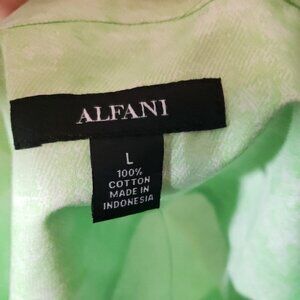 ALFANI
L
100%
COTTON
MADE IN
INDONESIA